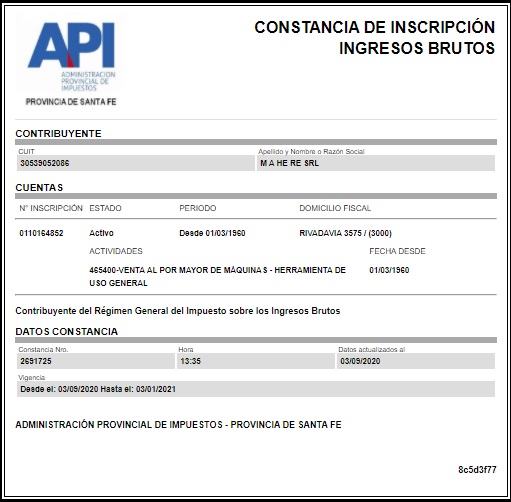 API
ADMINISTRACION
PROVINCIAL DE
IMPUESTOS
PROVINCIA DE SANTA FE
CONSTANCIA DE INSCRIPCIÓN
INGRESOS BRUTOS
CONTRIBUYENTE
CUIT Apellido y Nombre o Razón Social
30539052086 M A HE RE SRL
CUENTAS
N° INSCRIPCIÓN ESTADO PERIODO DOMICILIO FISCAL
0110164852 Activo Desde 01/03/1960 RIVADAVIA 3575 / (3000)
ACTIVIDADES FECHA DESDE
465400-VENTA AL POR MAYOR DE MÁQUINAS - HERRAMIENTA DE 01/03/1960
USO GENERAL
Contribuyente del Régimen General del Impuesto sobre los Ingresos Brutos
DATOS CONSTANCIA
Constancia Nro. Hora Datos actualizados al
2691725 13:35 03/09/2020
Vigencia
Desde el: 03/09/2020 Hasta el: 03/01/2021
ADMINISTRACIÓN PROVINCIAL DE IMPUESTOS - PROVINCIA DE SANTA FE
8c5d3f77